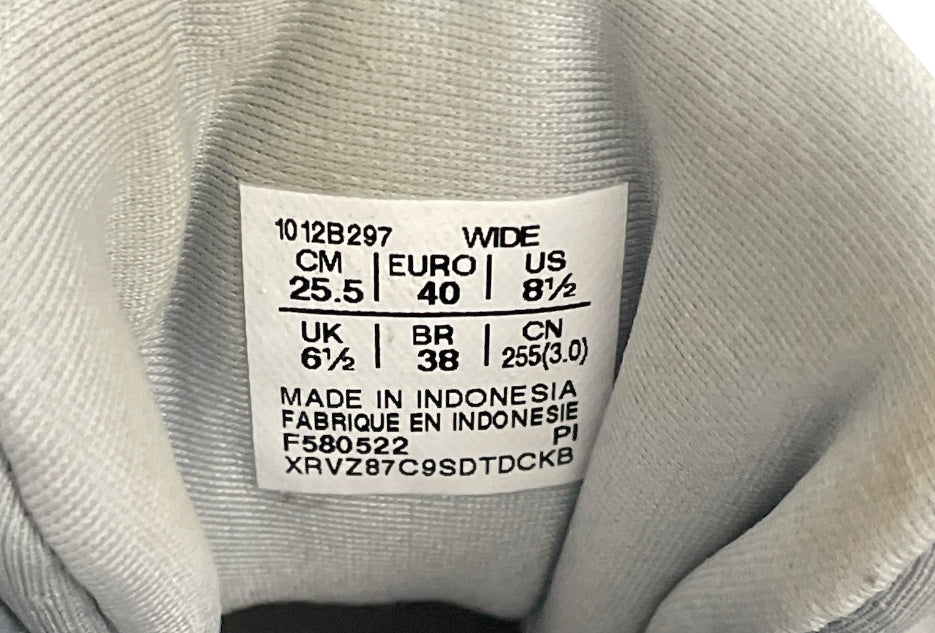 1012B297 WIDE
CM | EURO | US
25.5 | 40 | 8½
UK | BR | CN
6½ | 38 | 255(3.0)
MADE IN INDONESIA
FABRIQUE EN INDONESIE
F580522 PI
XRVZ87C9SDTDCKB